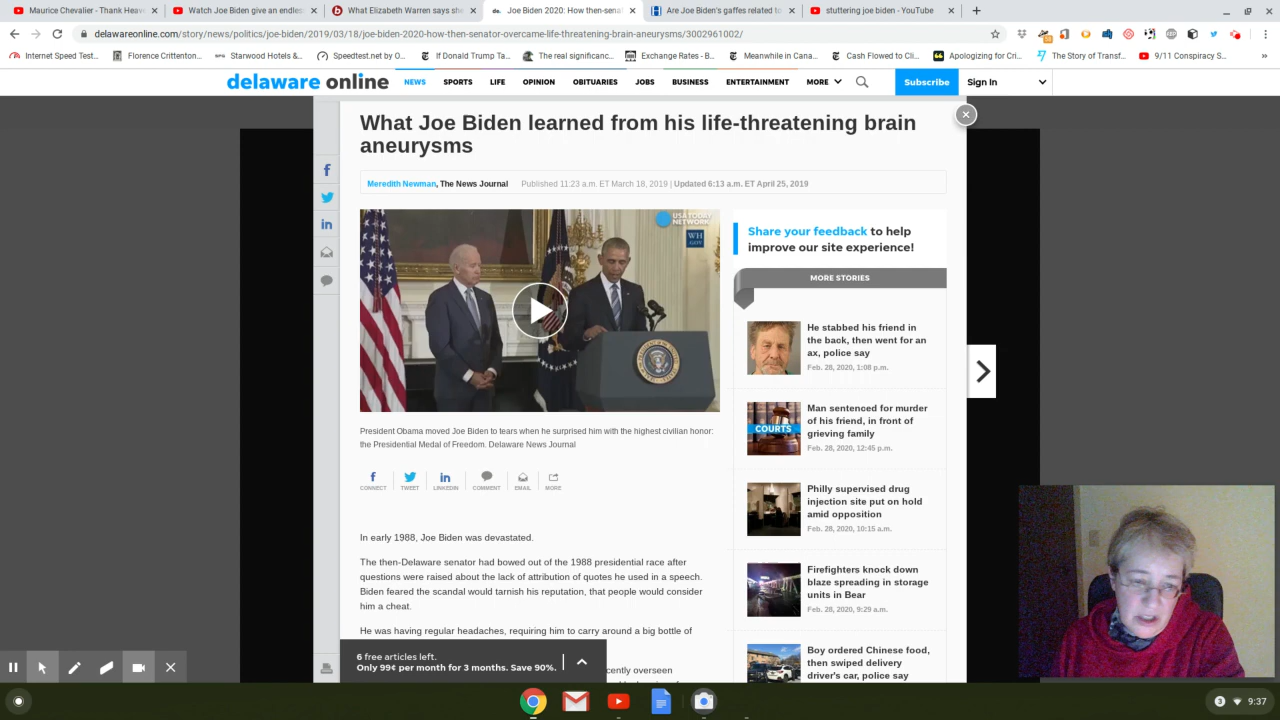 Maurice Chevalier - Thank Heave
Watch Joe Biden give an endles
What Elizabeth Warren says she
Joe Biden 2020: How then-sena
Are Joe Biden's gaffes related to
stuttering joe biden - YouTube
delawareonline.com/story/news/politics/joe-biden/2019/03/18/joe-biden-2020-how-then-senator-overcame-life-threatening-brain-aneurysms/3002961002/
Internet Speed Test...
Florence Crittenton...
Starwood Hotels &...
Speedtest.net by O...
If Donald Trump Ta...
The real significanc...
Exchange Rates - B...
Meanwhile in Cana...
Cash Flowed to Cli...
Apologizing for Cri...
The Story of Transf...
9/11 Conspiracy S...
delaware online
NEWS
SPORTS
LIFE
OPINION
OBITUARIES
JOBS
BUSINESS
ENTERTAINMENT
MORE
Subscribe
Sign In
What Joe Biden learned from his life-threatening brain
aneurysms
Meredith Newman, The News Journal
Published 11:23 a.m. ET March 18, 2019 | Updated 6:13 a.m. ET April 25, 2019
USA TODAY
NETWORK
WH
.GOV
President Obama moved Joe Biden to tears when he surprised him with the highest civilian honor:
the Presidential Medal of Freedom. Delaware News Journal
CONNECT
TWEET
LINKEDIN
COMMENT
EMAIL
MORE
In early 1988, Joe Biden was devastated.
The then-Delaware senator had bowed out of the 1988 presidential race after
questions were raised about the lack of attribution of quotes he used in a speech.
Biden feared the scandal would tarnish his reputation, that people would consider
him a cheat.
He was having regular headaches, requiring him to carry around a big bottle of
cently overseen
6 free articles left.
Only 99¢ per month for 3 months. Save 90%.
Share your feedback to help
improve our site experience!
MORE STORIES
He stabbed his friend in
the back, then went for an
ax, police say
Feb. 28, 2020, 1:08 p.m.
COURTS
Man sentenced for murder
of his friend, in front of
grieving family
Feb. 28, 2020, 12:45 p.m.
Philly supervised drug
injection site put on hold
amid opposition
Feb. 28, 2020, 10:15 a.m.
Firefighters knock down
blaze spreading in storage
units in Bear
Feb. 28, 2020, 9:29 a.m.
Boy ordered Chinese food,
then swiped delivery
driver's car, police say
3
9:37